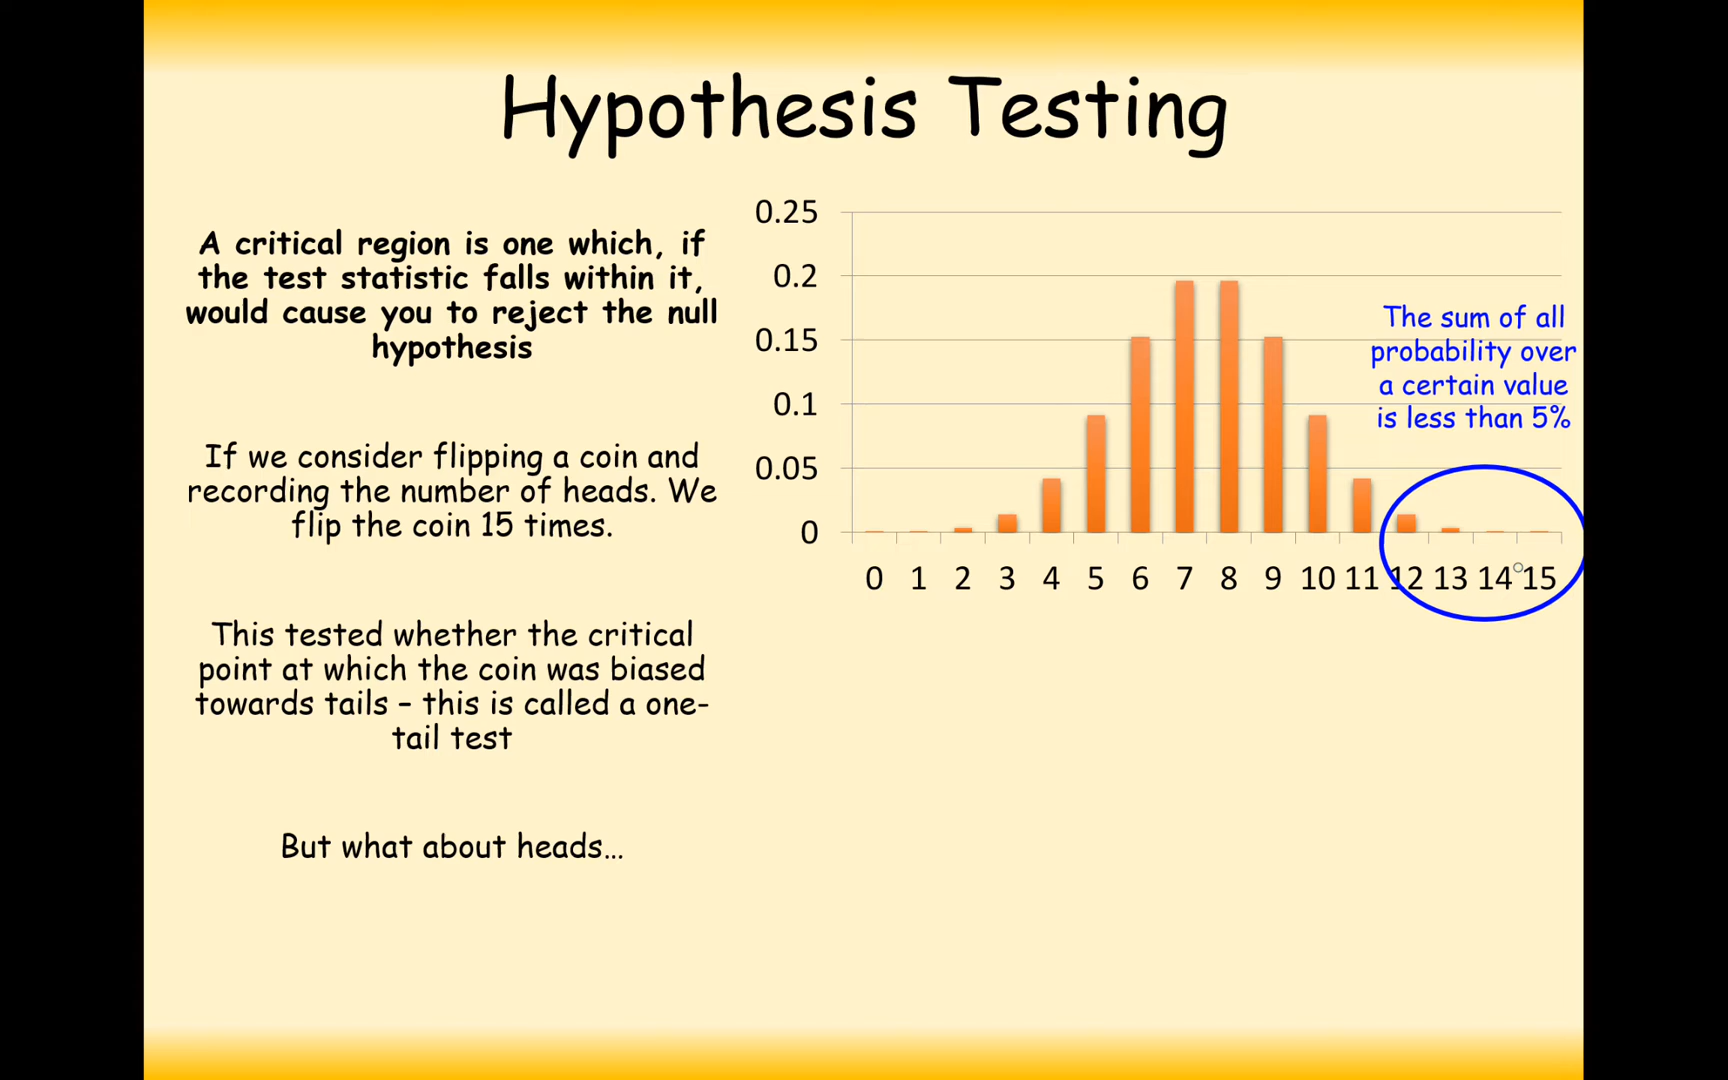 Hypothesis Testing
A critical region is one which, if
the test statistic falls within it,
would cause you to reject the null
hypothesis
If we consider flipping a coin and
recording the number of heads. We
flip the coin 15 times.
This tested whether the critical
point at which the coin was biased
towards tails – this is called a one-
tail test
But what about heads…
0.25
0.2
0.15
0.1
0.05
0
0 1 2 3 4 5 6 7 8 9 10 11 12 13 14 15
The sum of all
probability over
a certain value
is less than 5%